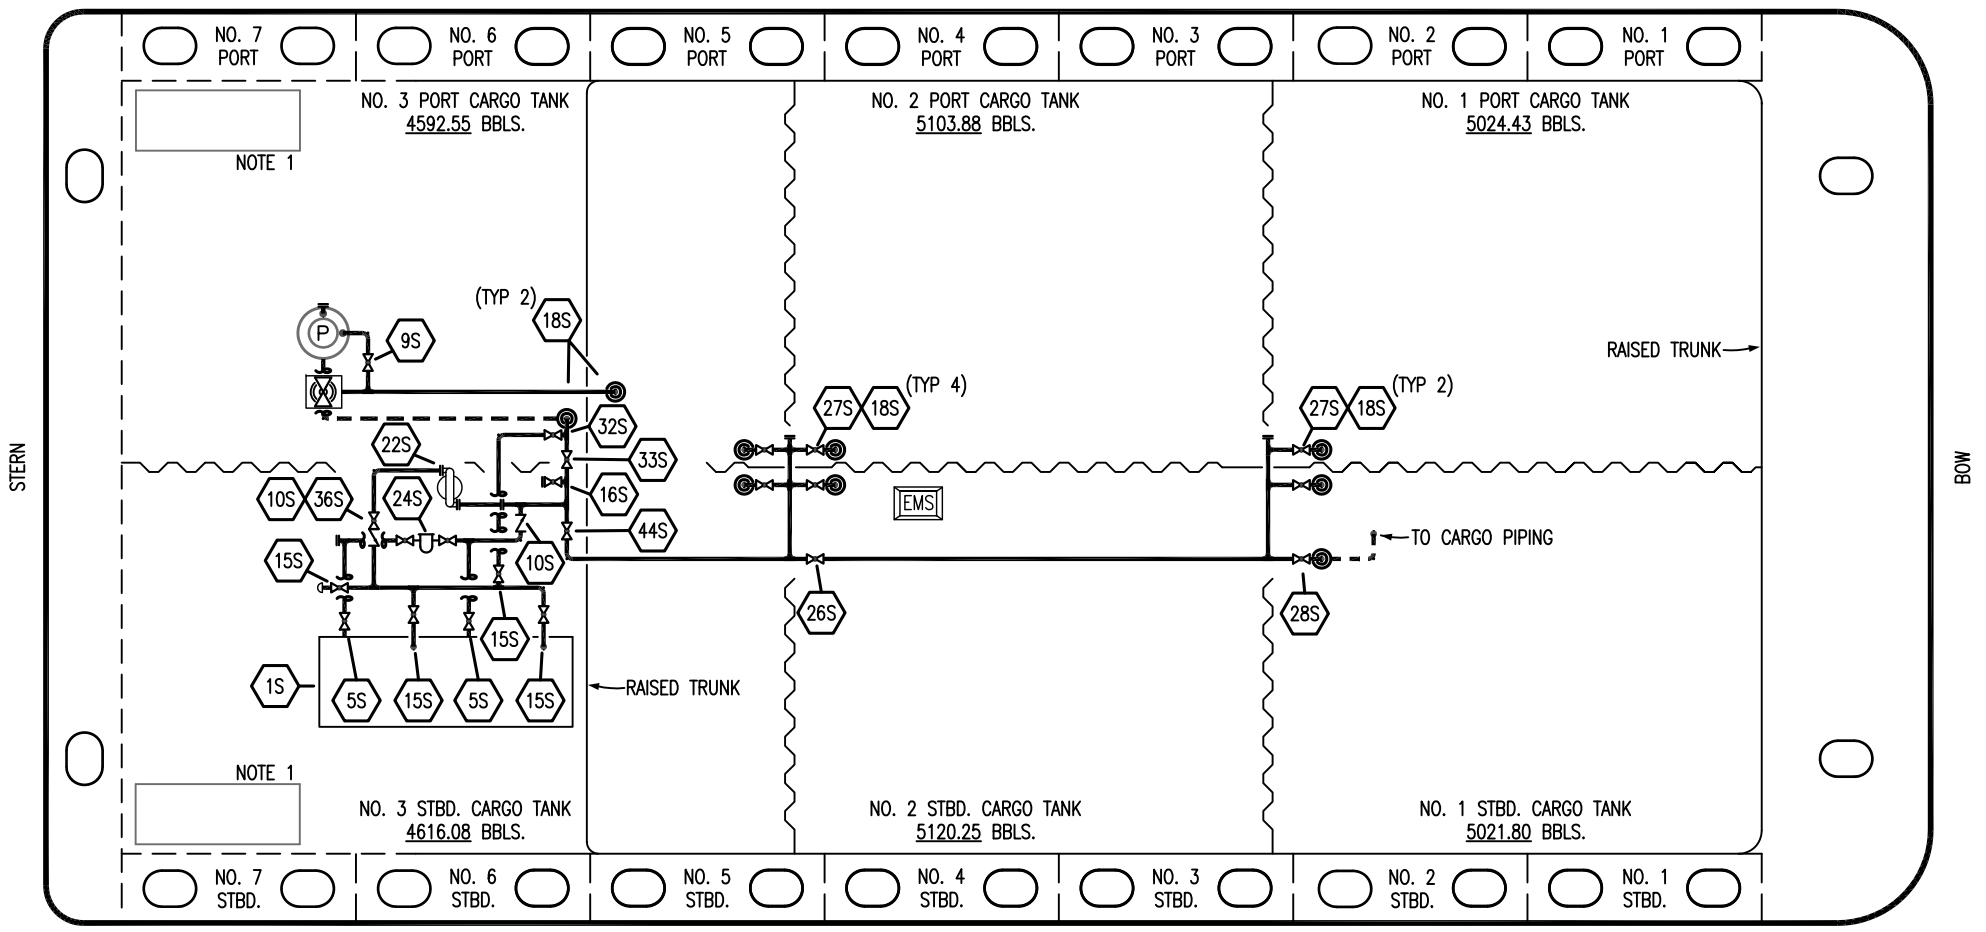 NO. 7
PORT
NO. 6
PORT
NO. 5
PORT
NO. 4
PORT
NO. 3
PORT
NO. 2
PORT
NO. 1
PORT
NO. 3 PORT CARGO TANK
4592.55 BBLS.
NO. 2 PORT CARGO TANK
5103.88 BBLS.
NO. 1 PORT CARGO TANK
5024.43 BBLS.
NOTE 1
(TYP 2)
18S
P
9S
RAISED TRUNK
27S
18S
(TYP 4)
27S
18S
(TYP 2)
32S
22S
33S
STERN
BOW
10S
36S
24S
16S
EMS
44S
TO CARGO PIPING
15S
10S
26S
28S
15S
1S
5S
15S
5S
15S
RAISED TRUNK
NOTE 1
NO. 3 STBD. CARGO TANK
4616.08 BBLS.
NO. 2 STBD. CARGO TANK
5120.25 BBLS.
NO. 1 STBD. CARGO TANK
5021.80 BBLS.
NO. 7
STBD.
NO. 6
STBD.
NO. 5
STBD.
NO. 4
STBD.
NO. 3
STBD.
NO. 2
STBD.
NO. 1
STBD.